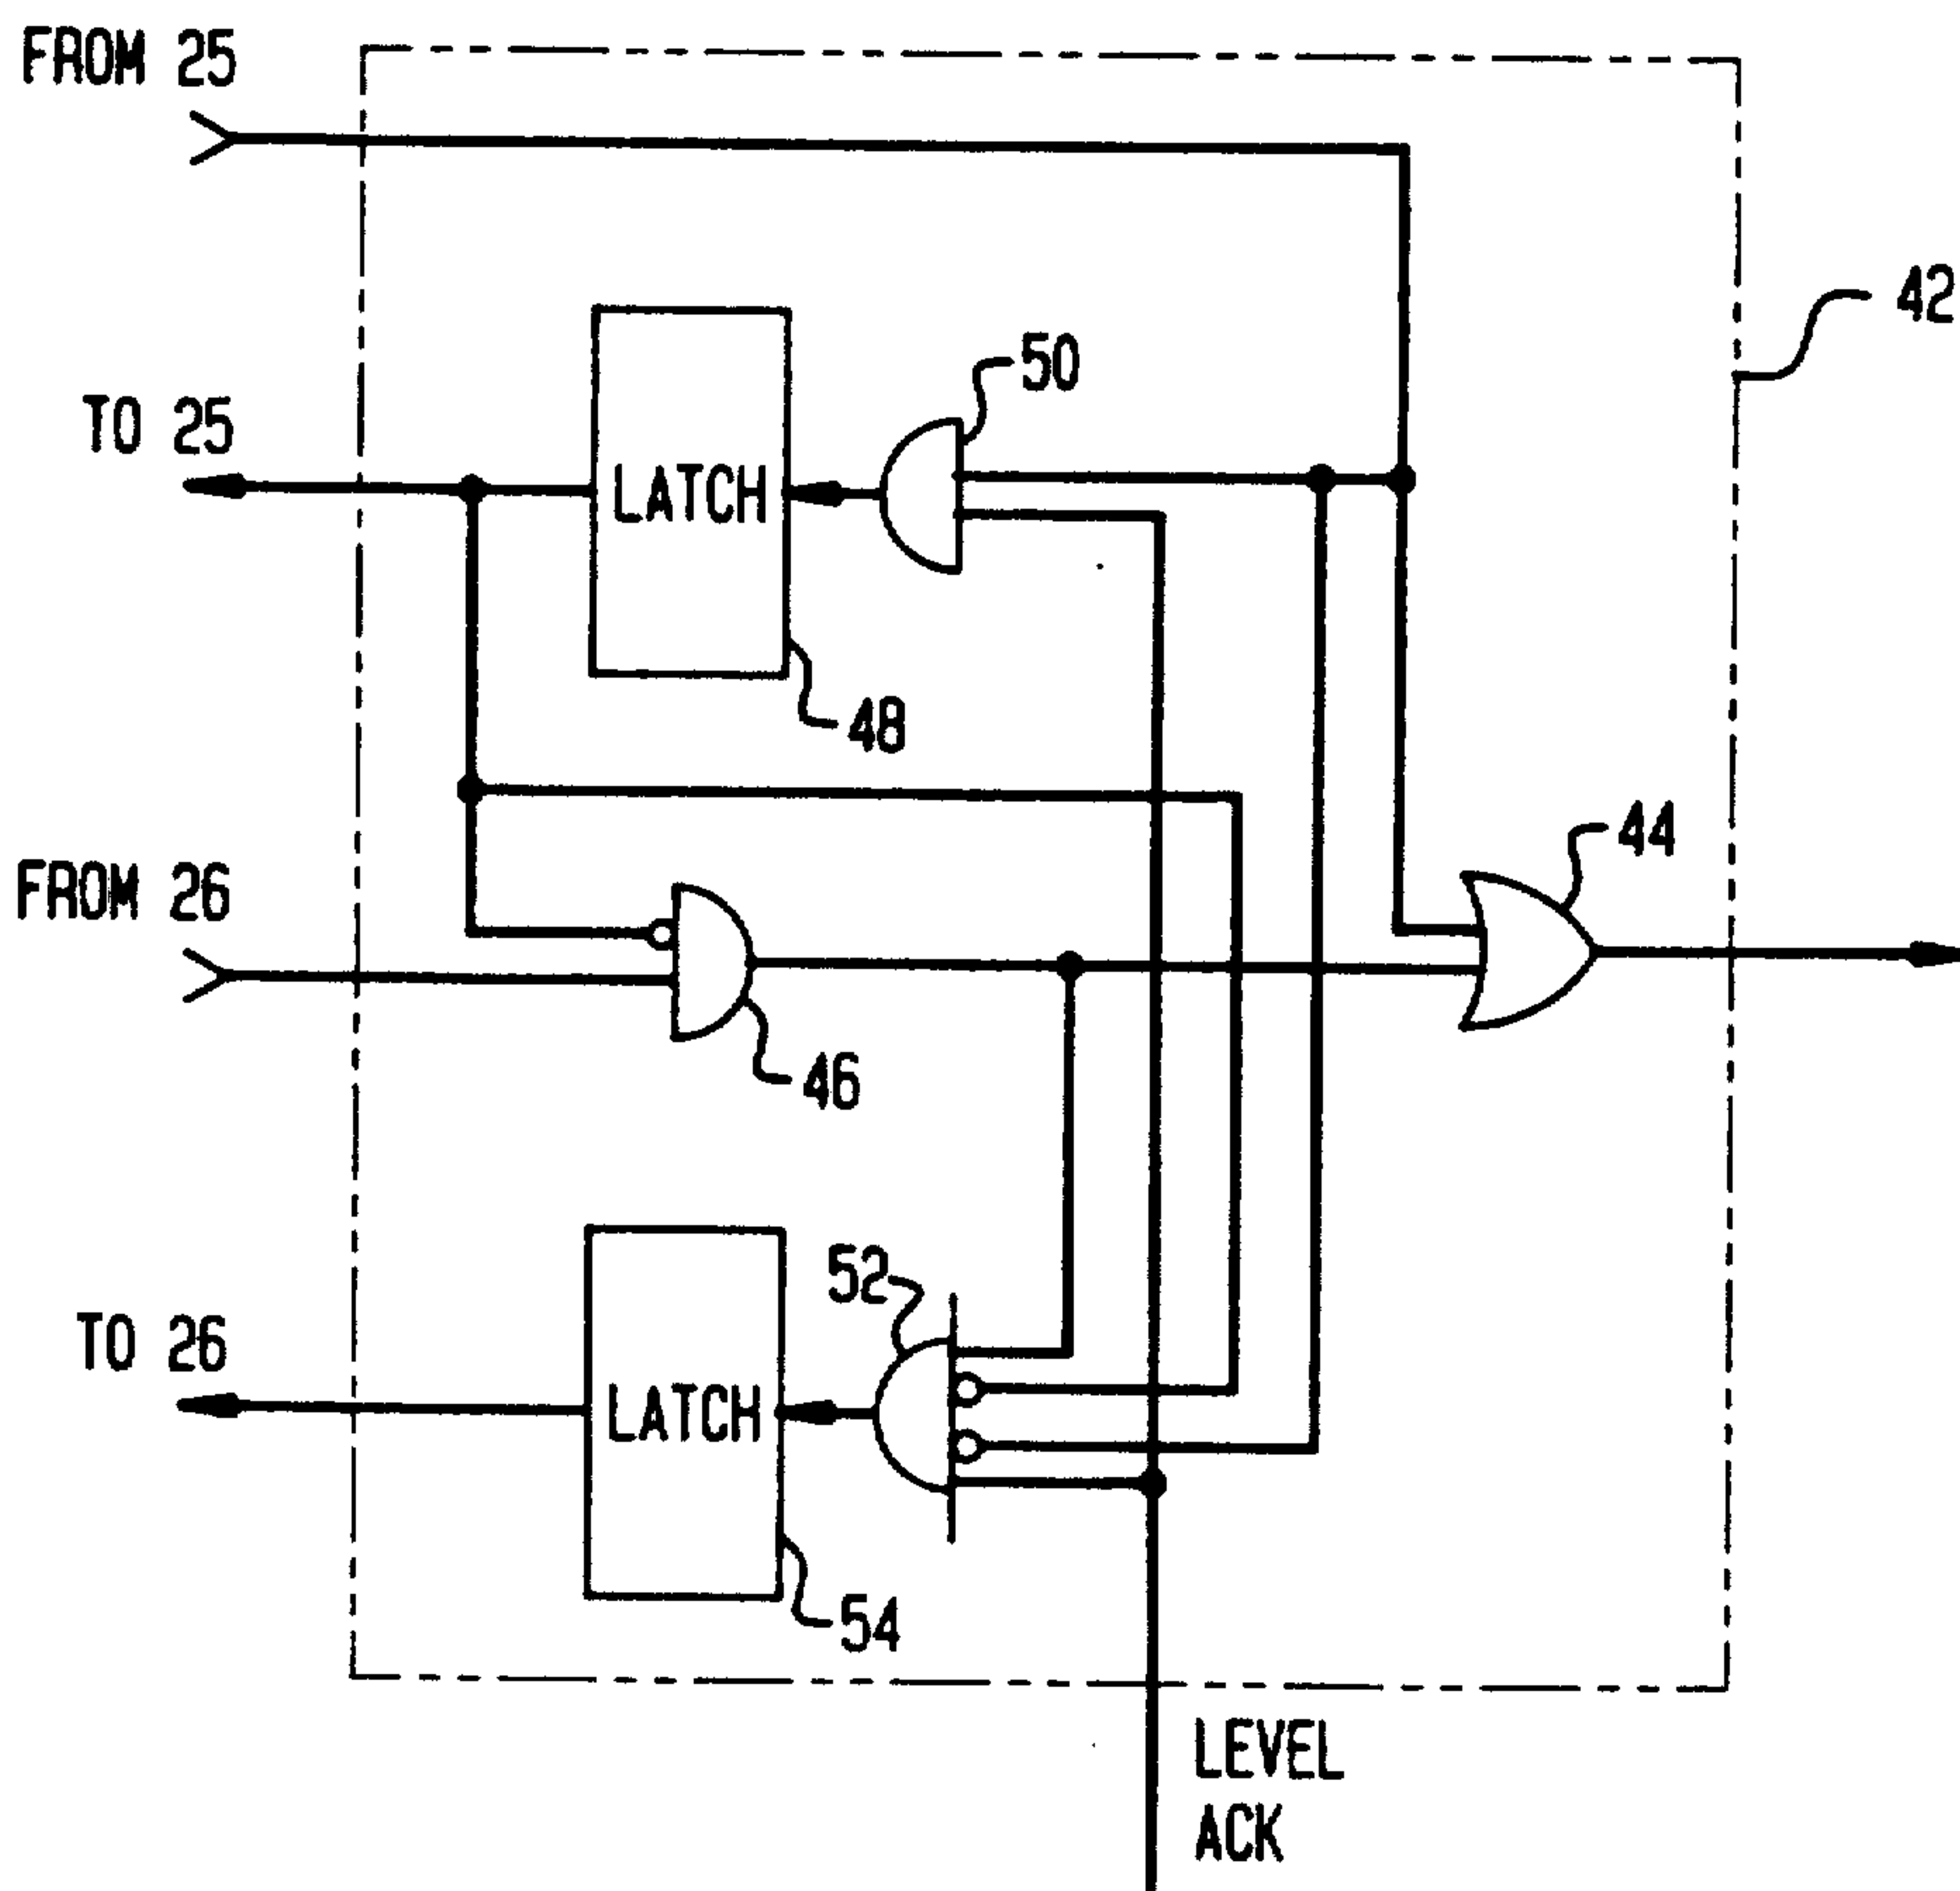 FROM 25
42
50
TO 25
LATCH
48
44
FROM 26
46
52
TO 26
LATCH
54
LEVEL
ACK